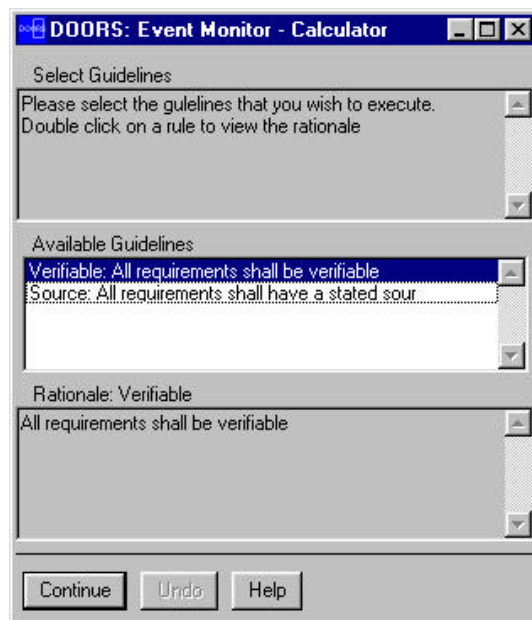 DOORS
DOORS: Event Monitor - Calculator
Select Guidelines
Please select the gulelines that you wish to execute.
Double click on a rule to view the rationale
Available Guidelines
Verifiable: All requirements shall be verifiable
Source: All requirements shall have a stated sour
Rationale: Verifiable
All requirements shall be verifiable
Continue
Undo
Help